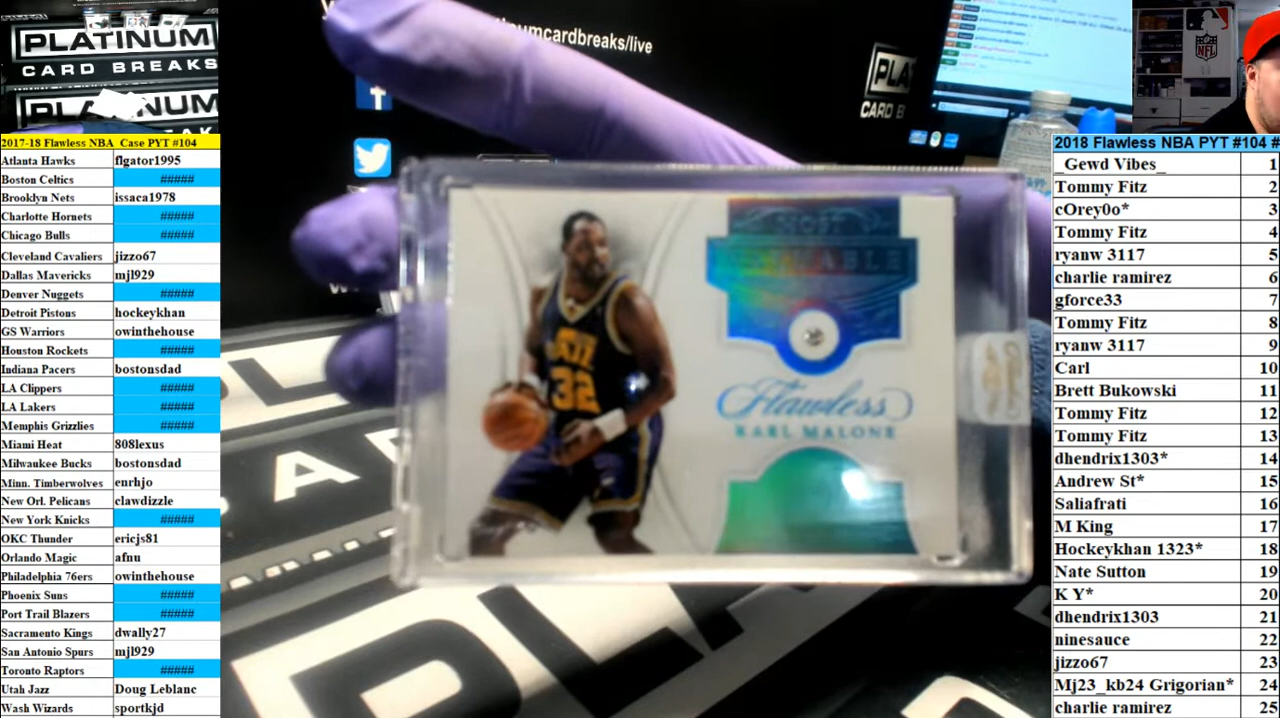 PLATINUM
CARD BREAKS
inumcardbreaks/live
PLA
CARD B
NFL
2017-18 Flawless NBA Case PYT #104
Atlanta Hawks flgator1995
Boston Celtics #####
Brooklyn Nets issaca1978
Charlotte Hornets #####
Chicago Bulls #####
Cleveland Cavaliers jizzo67
Dallas Mavericks mjl929
Denver Nuggets #####
Detroit Pistons hockeykhan
GS Warriors owinthehouse
Houston Rockets #####
Indiana Pacers bostonsdad
LA Clippers #####
LA Lakers #####
Memphis Grizzlies #####
Miami Heat 808lexus
Milwaukee Bucks bostonsdad
Minn. Timberwolves enrhjo
New Orl. Pelicans clawdizzle
New York Knicks #####
OKC Thunder ericjs81
Orlando Magic afnu
Philadelphia 76ers owinthehouse
Phoenix Suns #####
Port Trail Blazers #####
Sacramento Kings dwally27
San Antonio Spurs mjl929
Toronto Raptors #####
Utah Jazz Doug Leblanc
Wash Wizards sportkjd
32
Flawless
KARL MALONE
2018 Flawless NBA PYT #104 #
_Gewd Vibes_ 1
Tommy Fitz 2
cOrey0o* 3
Tommy Fitz 4
ryanw 3117 5
charlie ramirez 6
gforce33 7
Tommy Fitz 8
ryanw 3117 9
Carl 10
Brett Bukowski 11
Tommy Fitz 12
Tommy Fitz 13
dhendrix1303* 14
Andrew St* 15
Saliafrati 16
M King 17
Hockeykhan 1323* 18
Nate Sutton 19
K Y* 20
dhendrix1303 21
ninesauce 22
jizzo67 23
Mj23_kb24 Grigorian* 24
charlie ramirez 25